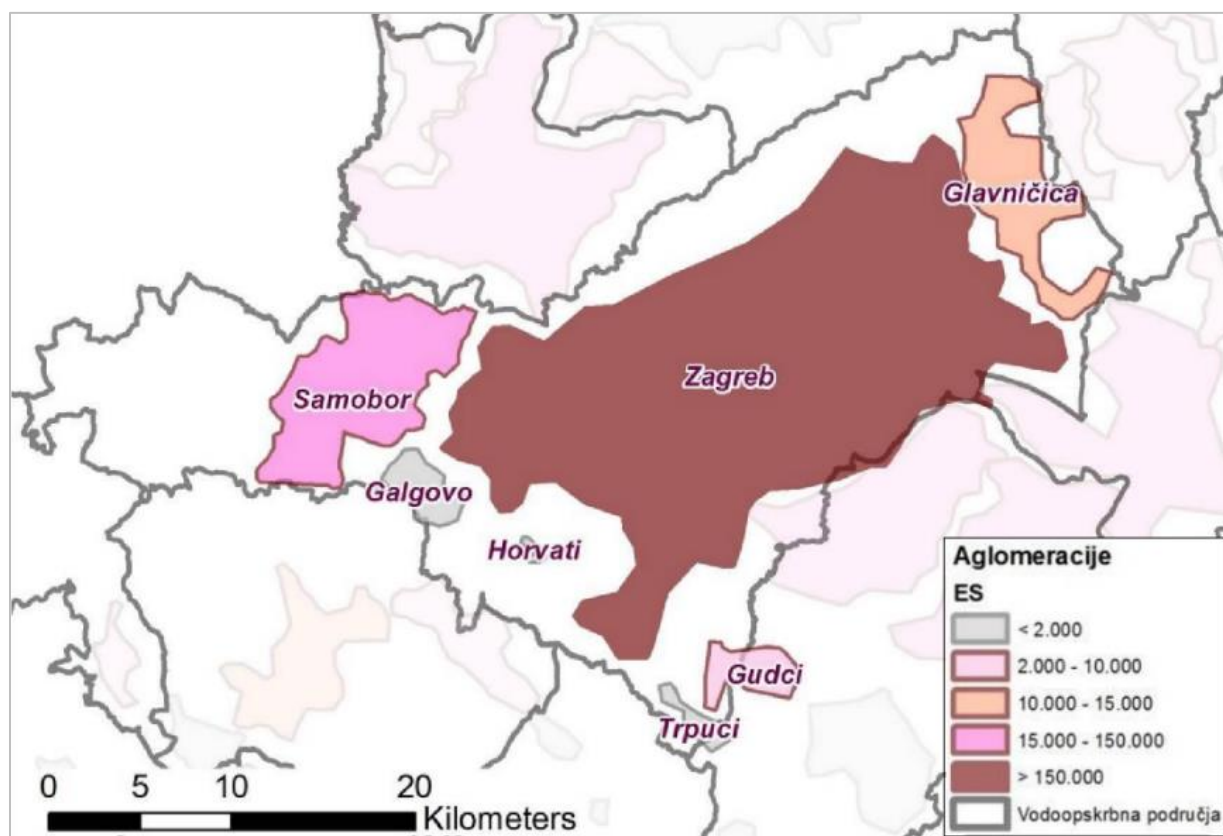 Glavničica
Zagreb
Samobor
Galgovo
Horvati
Gudci
Trpuci
Aglomeracije
ES
< 2.000
2.000 - 10.000
10.000 - 15.000
15.000 - 150.000
> 150.000
Vodoopskrbna područja
0 5 10 20
Kilometers